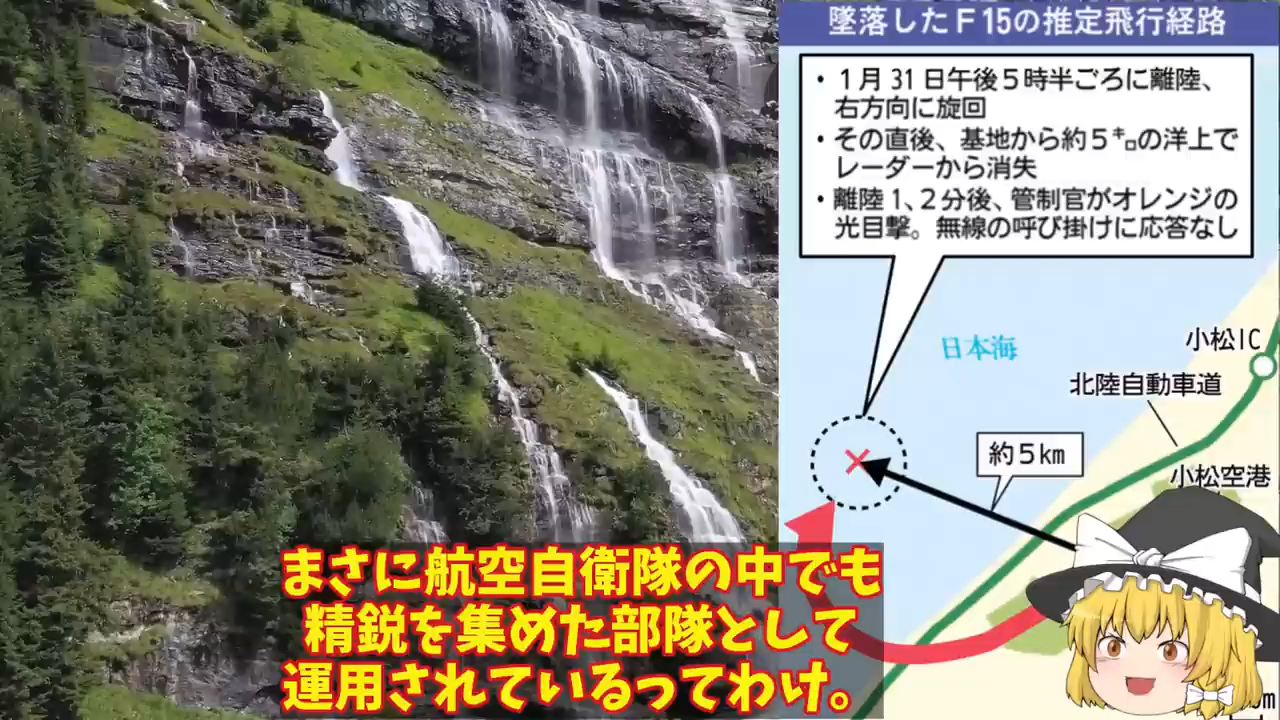 墜落したF15の推定飛行経路
・1月31日午後5時半ごろに離陸、
右方向に旋回
・その直後、基地から約5㌔の洋上で
レーダーから消失
・離陸1、2分後、管制官がオレンジの
光目撃。無線の呼び掛けに応答なし
日本海
小松IC
北陸自動車道
約5km
小松空港
まさに航空自衛隊の中でも
精鋭を集めた部隊として
運用されているってわけ。